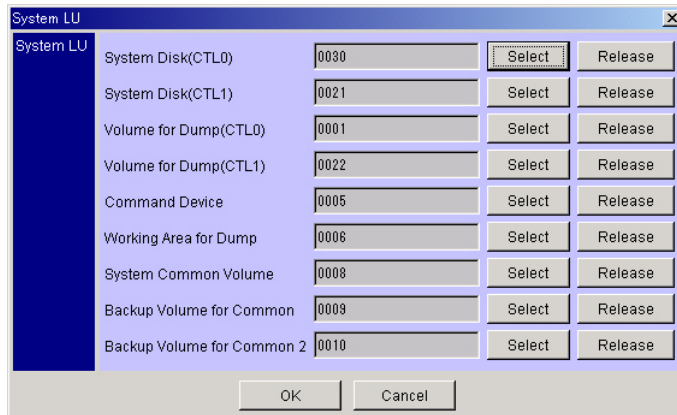 System LU
System LU
System Disk(CTL0) 0030 Select Release
System Disk(CTL1) 0021 Select Release
Volume for Dump(CTL0) 0001 Select Release
Volume for Dump(CTL1) 0022 Select Release
Command Device 0005 Select Release
Working Area for Dump 0006 Select Release
System Common Volume 0008 Select Release
Backup Volume for Common 0009 Select Release
Backup Volume for Common 2 0010 Select Release
OK Cancel